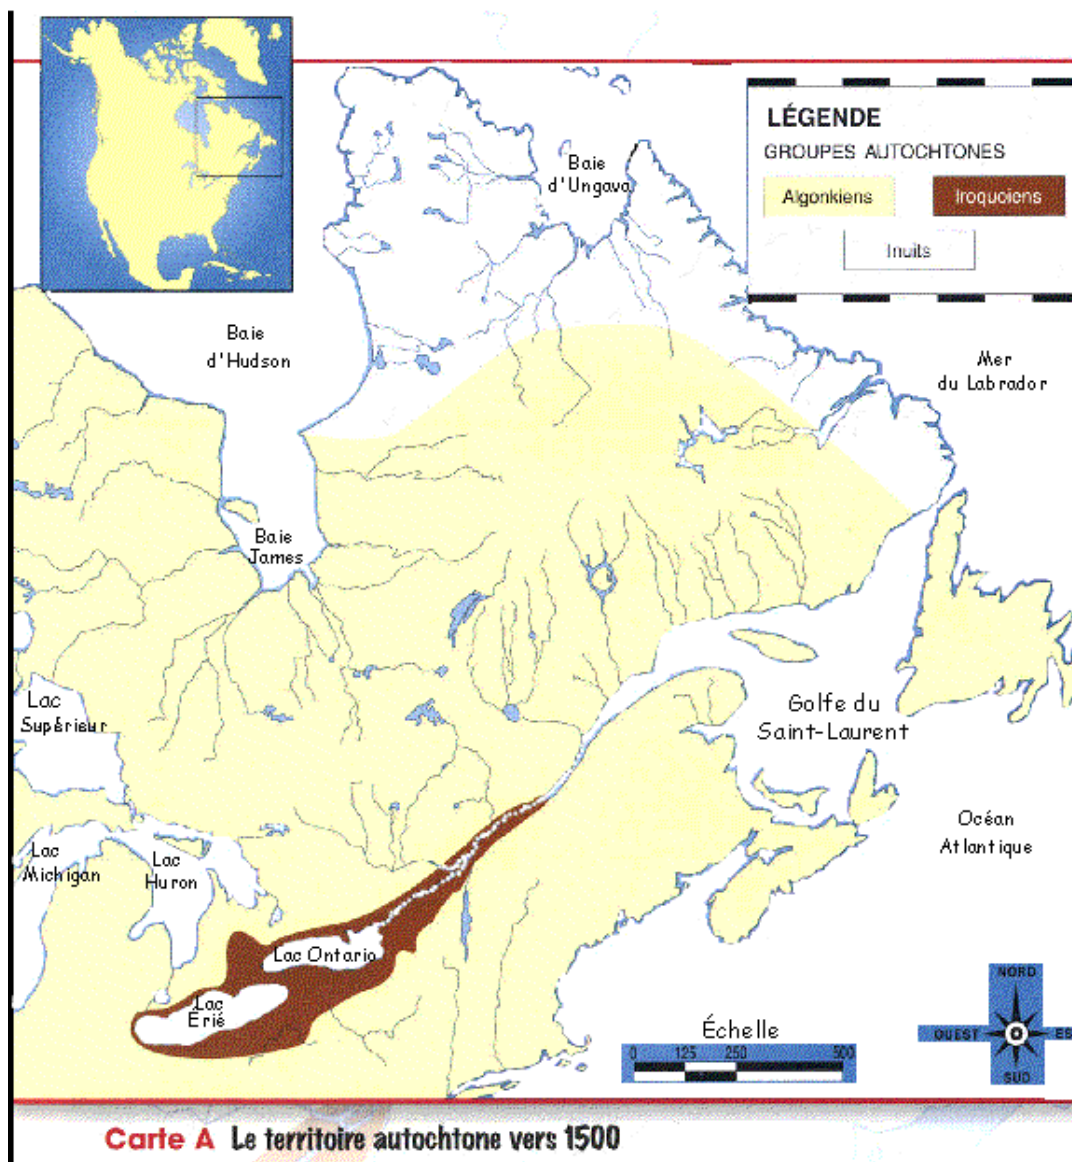 LÉGENDE
GROUPES AUTOCHTONES
Algonkiens
Iroquoiens
Inuits
Baie
d'Ungava
Baie
d'Hudson
Mer
du Labrador
Baie
James
Lac
Supérieur
Golfe du
Saint-Laurent
Océan
Atlantique
Lac
Michigan
Lac
Huron
Lac Ontario
Lac
Érié
Échelle
0 125 250 500
NORD
OUEST
ES
SUD
Carte A Le territoire autochtone vers 1500